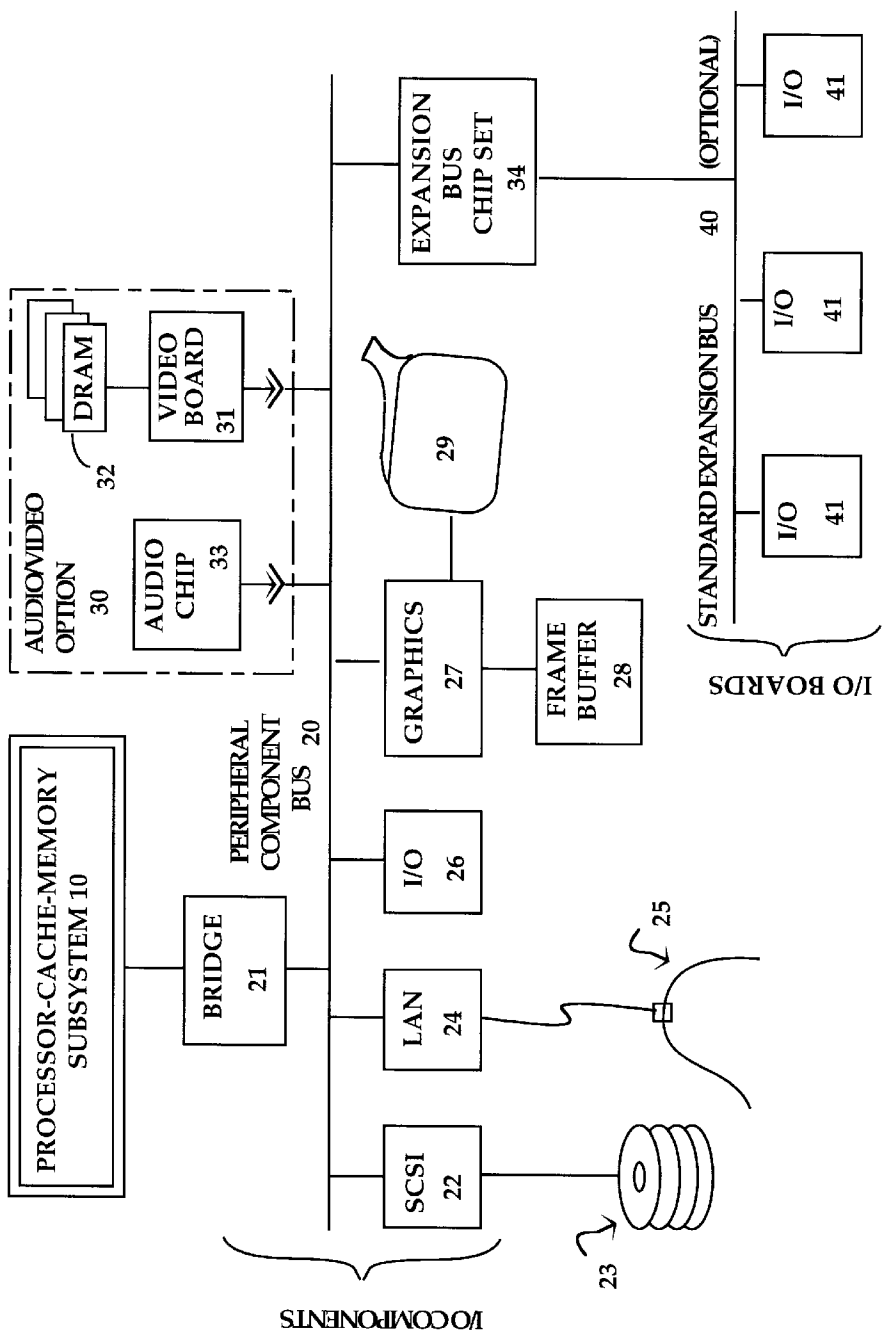 PROCESSOR-CACHE-MEMORY
SUBSYSTEM 10
AUDIO/VIDEO
OPTION
30
32
DRAM
AUDIO
CHIP
33
VIDEO
BOARD
31
BRIDGE
21
PERIPHERAL
COMPONENT
BUS 20
I/O COMPONENTS
SCSI
22
LAN
24
I/O
26
GRAPHICS
27
29
EXPANSION
BUS
CHIP SET
34
23
25
FRAME
BUFFER
28
STANDARD EXPANSION BUS 40 (OPTIONAL)
I/O BOARDS
I/O
41
I/O
41
I/O
41